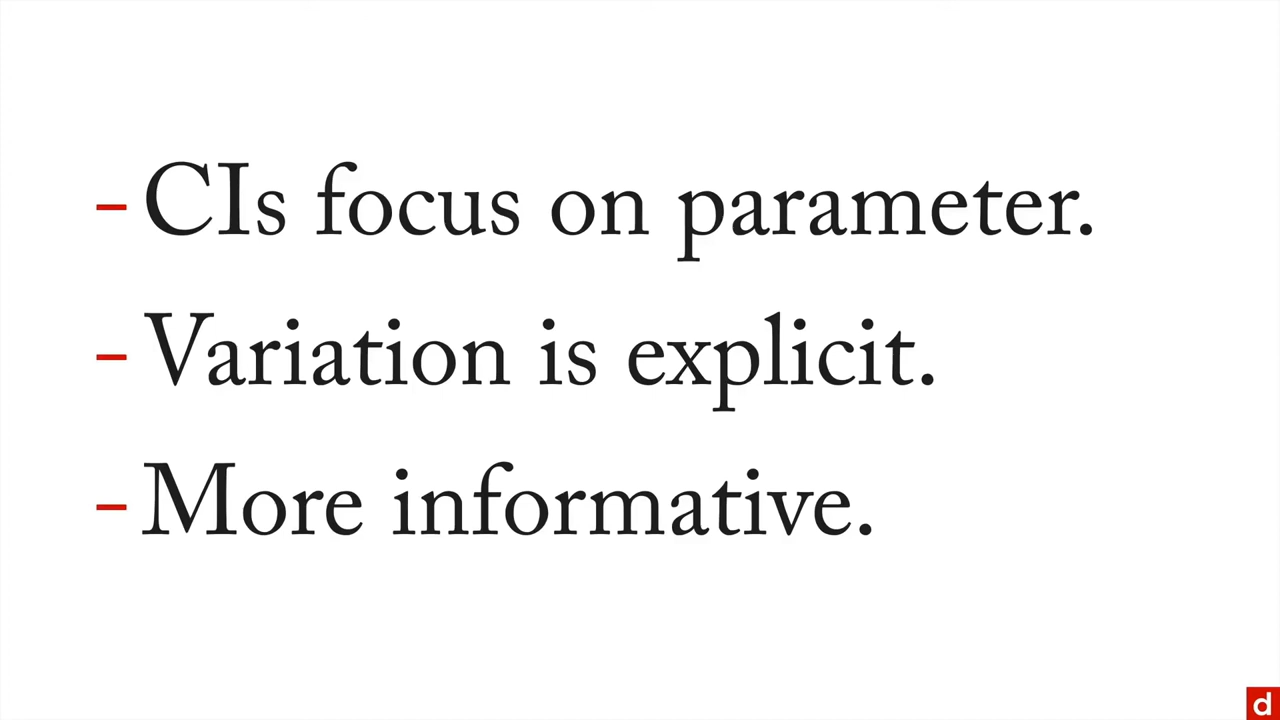 - CIs focus on parameter.
- Variation is explicit.
- More informative.
d